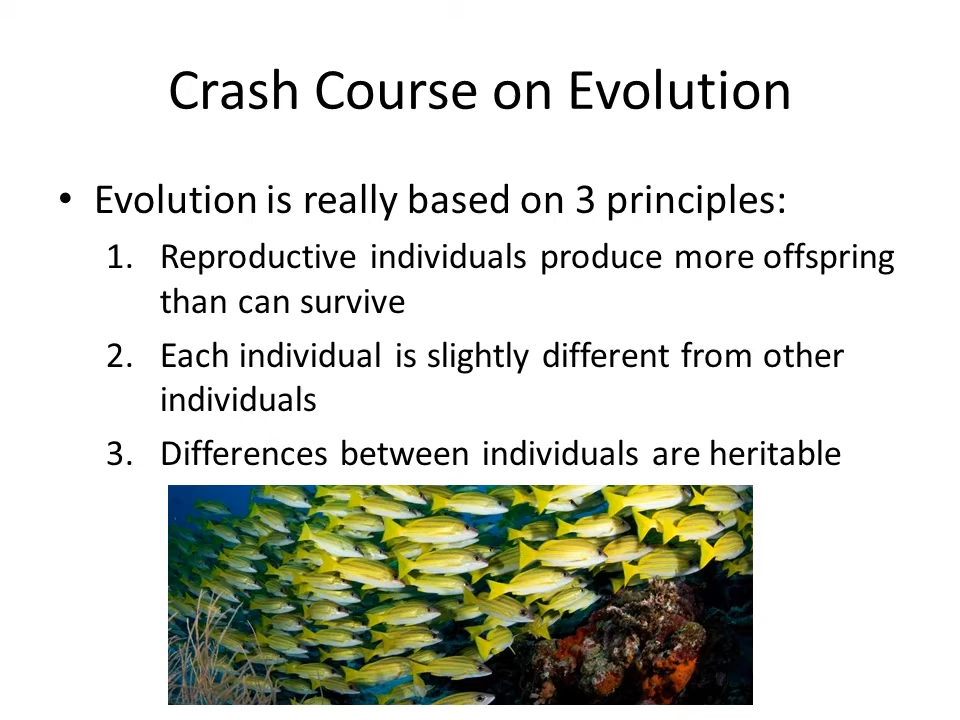 Crash Course on Evolution
• Evolution is really based on 3 principles:
1. Reproductive individuals produce more offspring
than can survive
2. Each individual is slightly different from other
individuals
3. Differences between individuals are heritable